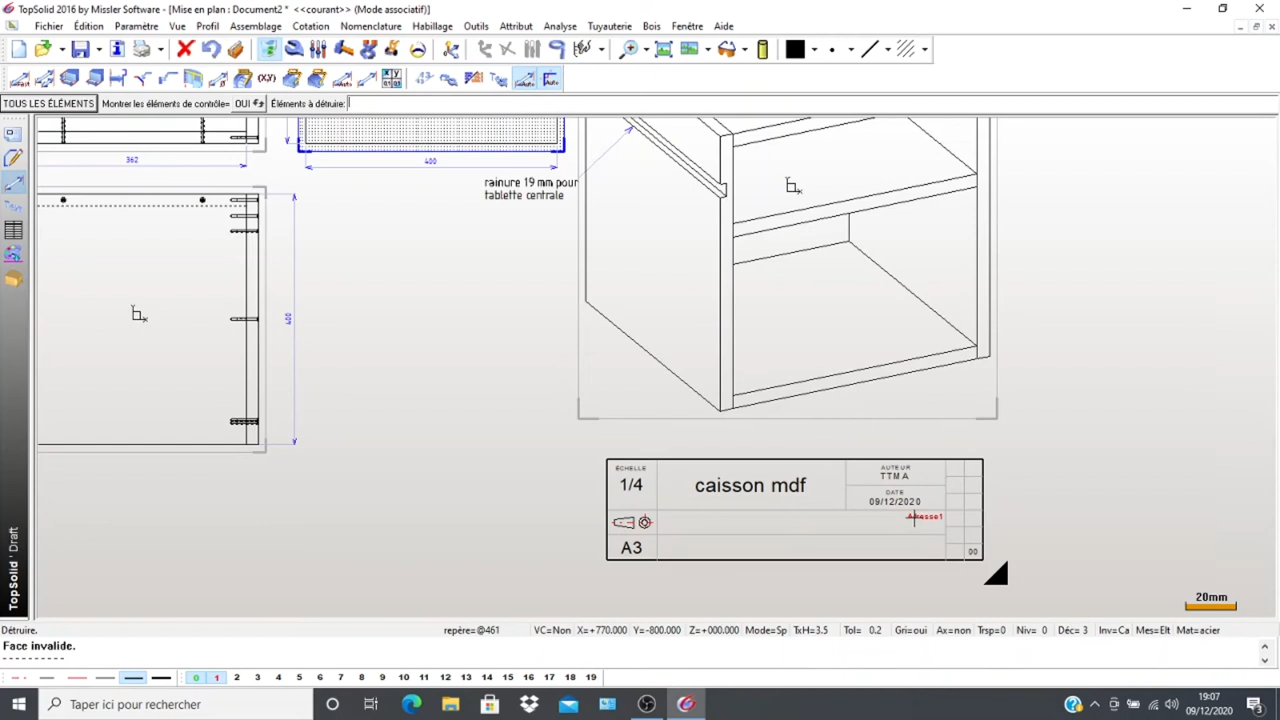 TopSolid 2016 by Missler Software - [Mise en plan : Document2 * <<courant>> (Mode associatif)]
Fichier Édition Paramètre Vue Profil Assemblage Outils Attribut Cotation Nomenclature Habillage Analyse Tuyauterie Bois Fenêtre Aide
TOUS LES ÉLÉMENTS Montrer les éléments de contrôle= OUI Éléments à détruire:
362
400
rainure 19 mm pour
tablette centrale
400
ÉCHELLE
1/4
caisson mdf
AUTEUR
TTMA
DATE
09/12/2020
A3
00
TopSolid ' Draft
20mm
Détruire. repère=@461 VC=Non X=+770.000 Y=-800.000 Z=+000.000 Mode=Sp TxH=3.5 Tol= 0.2 Gri=oui Ax=non Trsp=0 Niv= 0 Déc= 3 Inv=Ca Mes=Elt Mat=acier
Face invalide.
0 1 2 3 4 5 6 7 8 9 10 11 12 13 14 15 16 17 18 19
Taper ici pour rechercher
19:07
09/12/2020
3